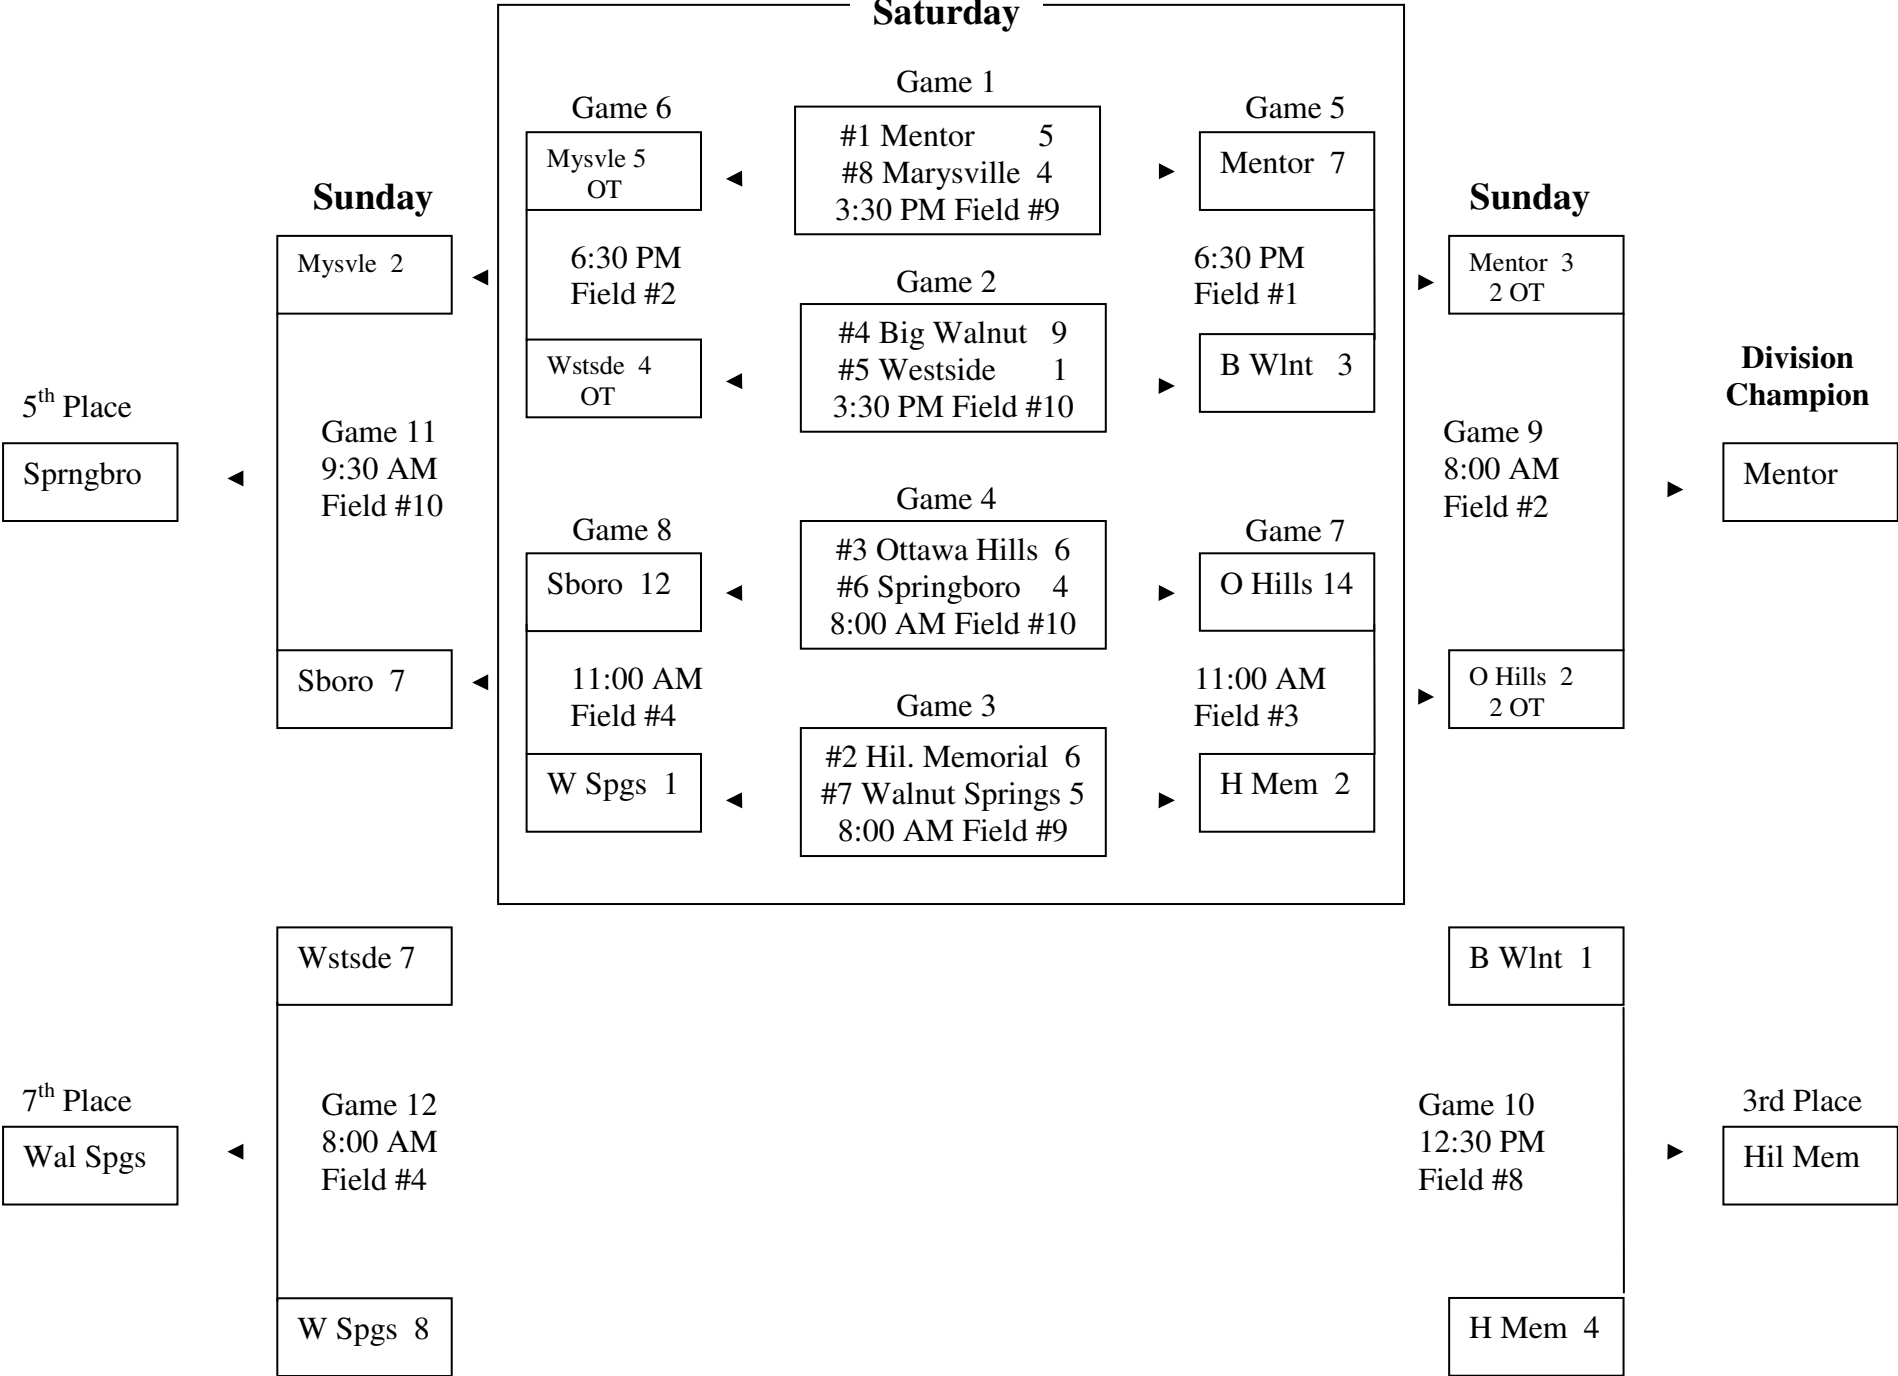 Saturday
Game 1
#1 Mentor 5
#8 Marysville 4
3:30 PM Field #9
Game 2
#4 Big Walnut 9
#5 Westside 1
3:30 PM Field #10
Game 4
#3 Ottawa Hills 6
#6 Springboro 4
8:00 AM Field #10
Game 3
#2 Hil. Memorial 6
#7 Walnut Springs 5
8:00 AM Field #9
Game 6
Mysvle 5
OT
6:30 PM
Field #2
Wstsde 4
OT
Game 8
Sboro 12
11:00 AM
Field #4
W Spgs 1
Game 5
Mentor 7
6:30 PM
Field #1
B Wlnt 3
Game 7
O Hills 14
11:00 AM
Field #3
H Mem 2
Sunday
Mysvle 2
Game 11
9:30 AM
Field #10
Sboro 7
5th Place
Sprngbro
Wstsde 7
Game 12
8:00 AM
Field #4
W Spgs 8
7th Place
Wal Spgs
Sunday
Mentor 3
2 OT
Game 9
8:00 AM
Field #2
O Hills 2
2 OT
Division
Champion
Mentor
B Wlnt 1
Game 10
12:30 PM
Field #8
H Mem 4
3rd Place
Hil Mem